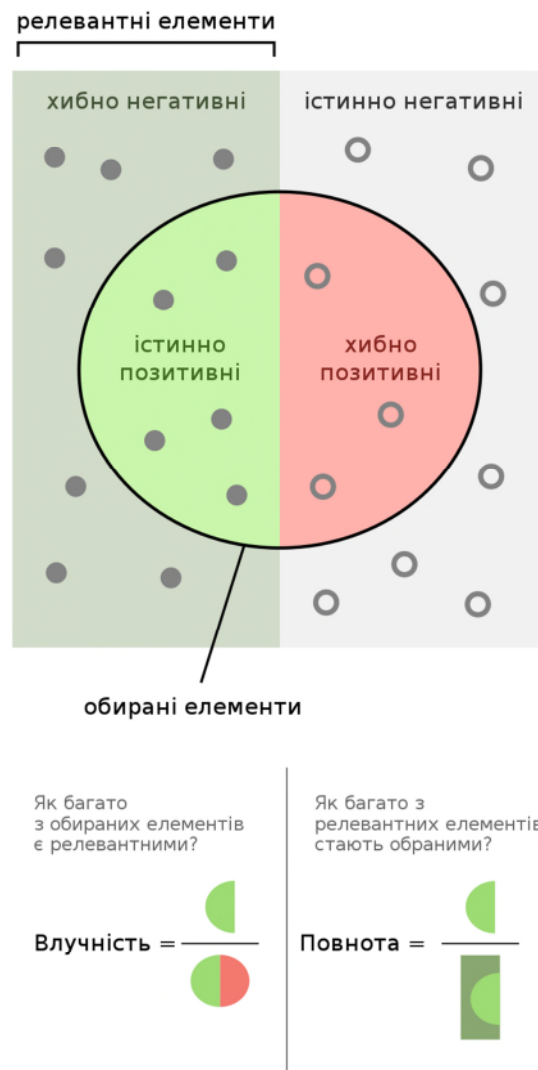 релевантні елементи
хибно негативні
істинно негативні
істинно
позитивні
хибно
позитивні
обирані елементи
Як багато
з обираних елементів
є релевантними?
Влучність =
Як багато з
релевантних елементів
стають обраними?
Повнота =